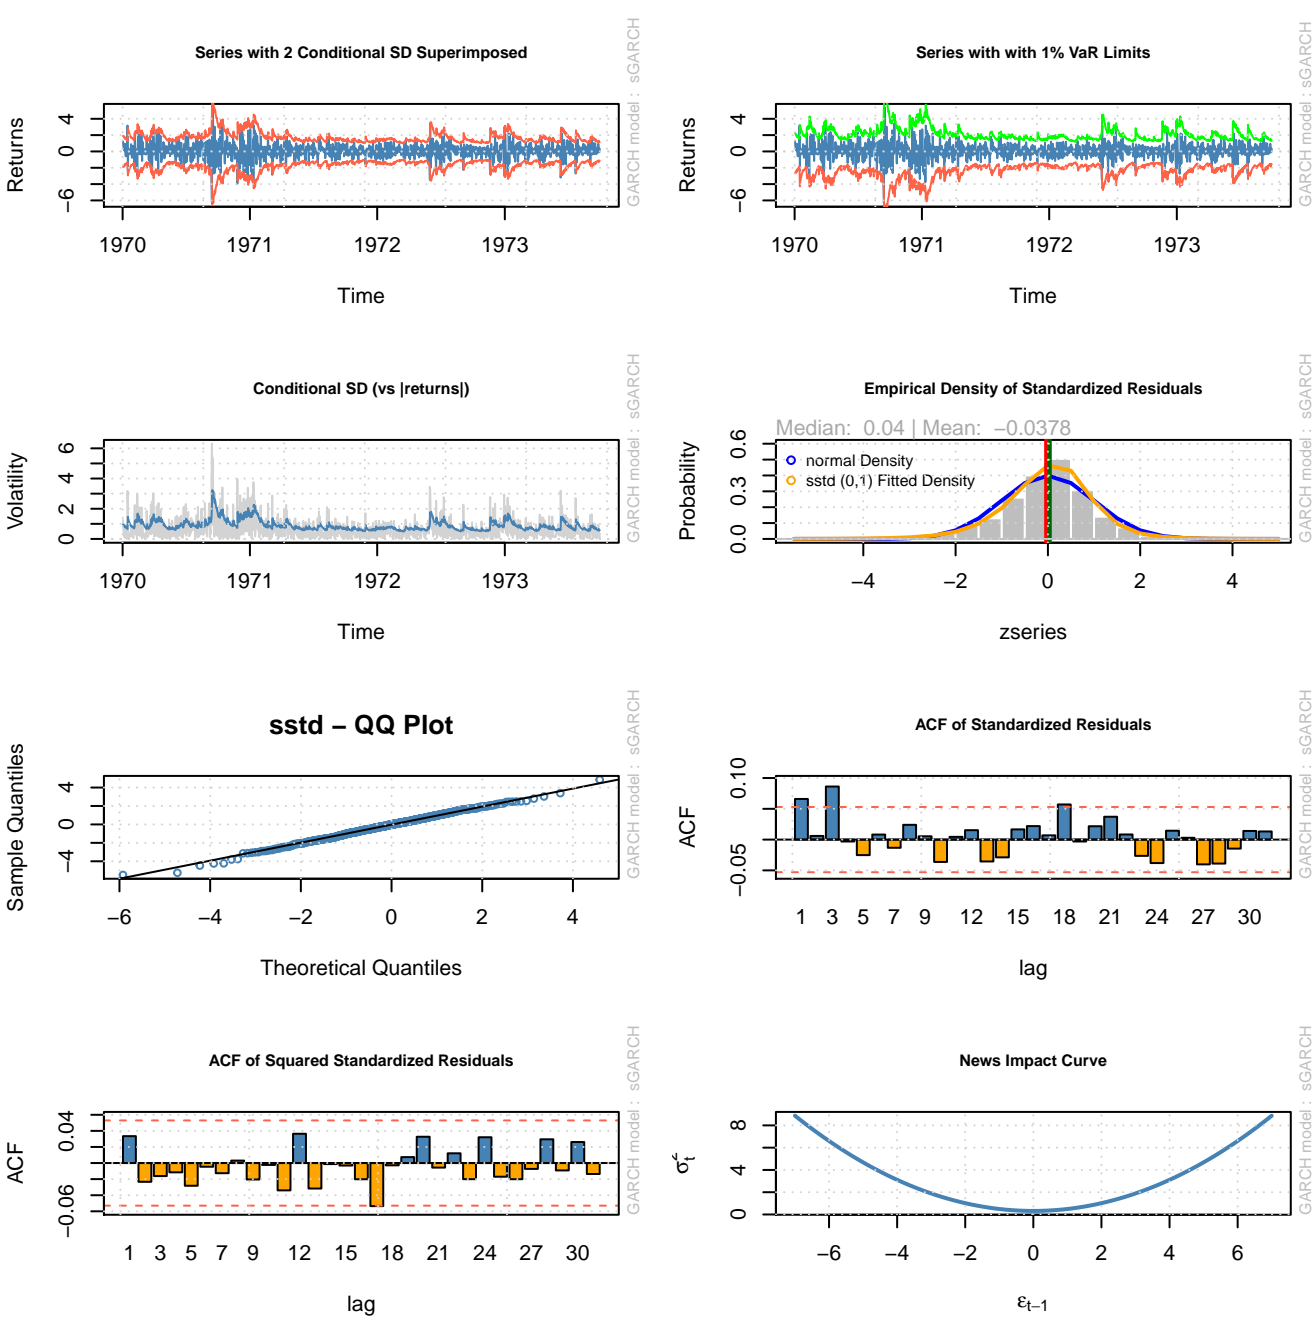 Series with 2 Conditional SD Superimposed
GARCH model : sGARCH
Returns
4
0
−6
1970 1971 1972 1973
Time
Series with with 1% VaR Limits
GARCH model : sGARCH
Returns
4
0
−6
1970 1971 1972 1973
Time
Conditional SD (vs |returns|)
GARCH model : sGARCH
Volatility
6
4
2
0
1970 1971 1972 1973
Time
Empirical Density of Standardized Residuals
GARCH model : sGARCH
Median: 0.04 | Mean: −0.0378
Probability
0.6
0.3
0.0
normal Density
sstd (0,1) Fitted Density
−4 −2 0 2 4
zseries
sstd − QQ Plot
GARCH model : sGARCH
Sample Quantiles
4
0
−4
−6 −4 −2 0 2 4
Theoretical Quantiles
ACF of Standardized Residuals
GARCH model : sGARCH
ACF
0.10
−0.05
1 3 5 7 9 12 15 18 21 24 27 30
lag
ACF of Squared Standardized Residuals
GARCH model : sGARCH
ACF
0.04
−0.06
1 3 5 7 9 12 15 18 21 24 27 30
lag
News Impact Curve
GARCH model : sGARCH
σt2
8
4
0
−6 −4 −2 0 2 4 6
εt−1